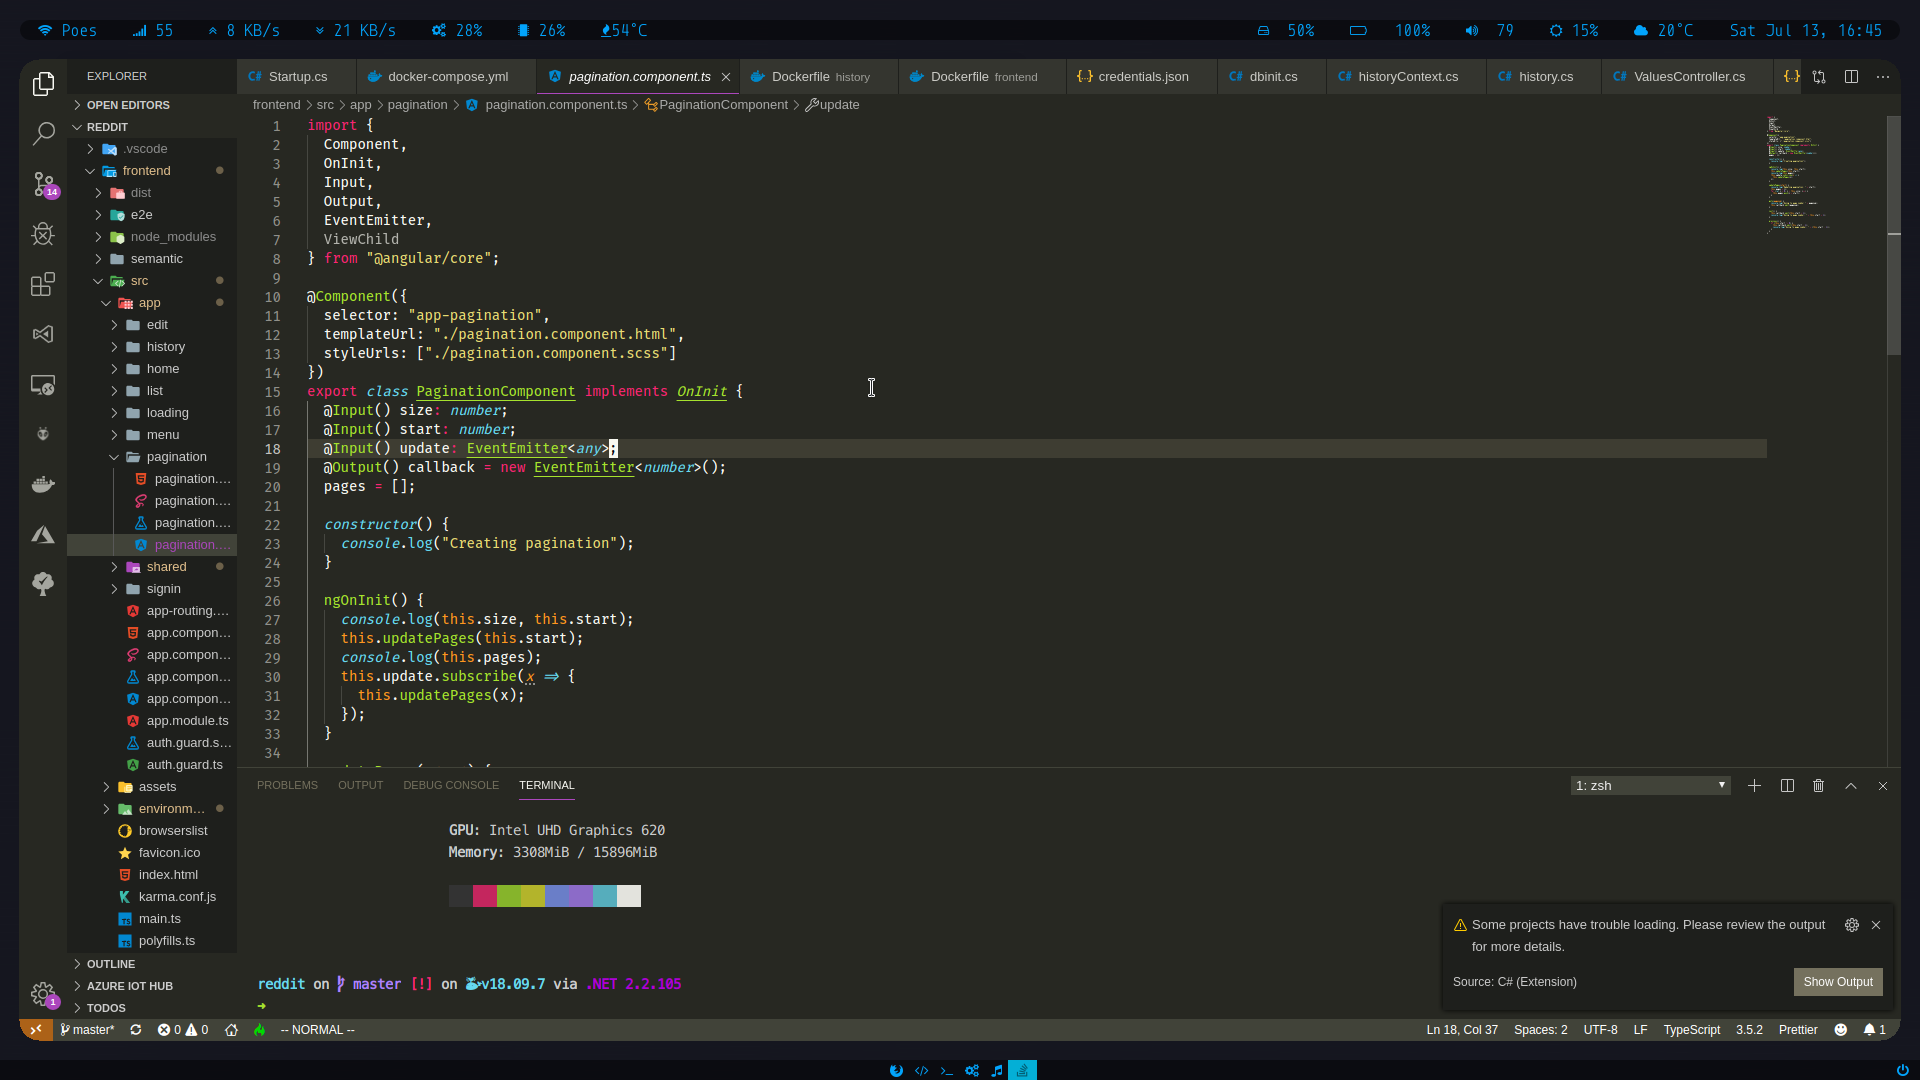 Poes 55 8 KB/s 21 KB/s 28% 26% 54°C 50% 100% 79 15% 20°C Sat Jul 13, 16:45
EXPLORER
C# Startup.cs docker-compose.yml pagination.component.ts Dockerfile history Dockerfile frontend {..} credentials.json C# dbinit.cs C# historyContext.cs C# history.cs C# ValuesController.cs {..}
frontend > src > app > pagination > pagination.component.ts > PaginationComponent > update
OPEN EDITORS
REDDIT
.vscode
frontend
dist
e2e
node_modules
semantic
src
app
edit
history
home
list
loading
menu
pagination
pagination....
pagination....
pagination....
pagination....
shared
signin
app-routing....
app.compon...
app.compon...
app.compon...
app.compon...
app.module.ts
auth.guard.s...
auth.guard.ts
assets
environm...
browserslist
favicon.ico
index.html
karma.conf.js
main.ts
polyfills.ts
OUTLINE
AZURE IOT HUB
TODOS
14
1
1 import {
2 Component,
3 OnInit,
4 Input,
5 Output,
6 EventEmitter,
7 ViewChild
8 } from "@angular/core";
9
10 @Component({
11 selector: "app-pagination",
12 templateUrl: "./pagination.component.html",
13 styleUrls: ["./pagination.component.scss"]
14 })
15 export class PaginationComponent implements OnInit {
16 @Input() size: number;
17 @Input() start: number;
18 @Input() update: EventEmitter<any>;
19 @Output() callback = new EventEmitter<number>();
20 pages = [];
21
22 constructor() {
23 console.log("Creating pagination");
24 }
25
26 ngOnInit() {
27 console.log(this.size, this.start);
28 this.updatePages(this.start);
29 console.log(this.pages);
30 this.update.subscribe(x => {
31 this.updatePages(x);
32 });
33 }
34
PROBLEMS OUTPUT DEBUG CONSOLE TERMINAL 1: zsh
GPU: Intel UHD Graphics 620
Memory: 3308MiB / 15896MiB
reddit on master [!] on v18.09.7 via .NET 2.2.105
➜
Some projects have trouble loading. Please review the output
for more details.
Source: C# (Extension) Show Output
master* 0 0 -- NORMAL -- Ln 18, Col 37 Spaces: 2 UTF-8 LF TypeScript 3.5.2 Prettier 1